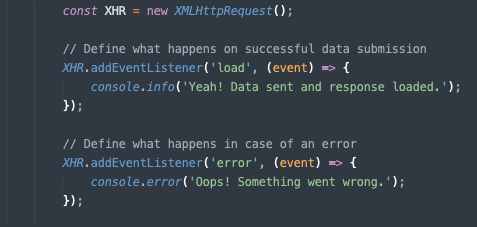 const XHR = new XMLHttpRequest();
// Define what happens on successful data submission
XHR.addEventListener('load', (event) => {
console.info('Yeah! Data sent and response loaded.');
});
// Define what happens in case of an error
XHR.addEventListener('error', (event) => {
console.error('Oops! Something went wrong.');
});